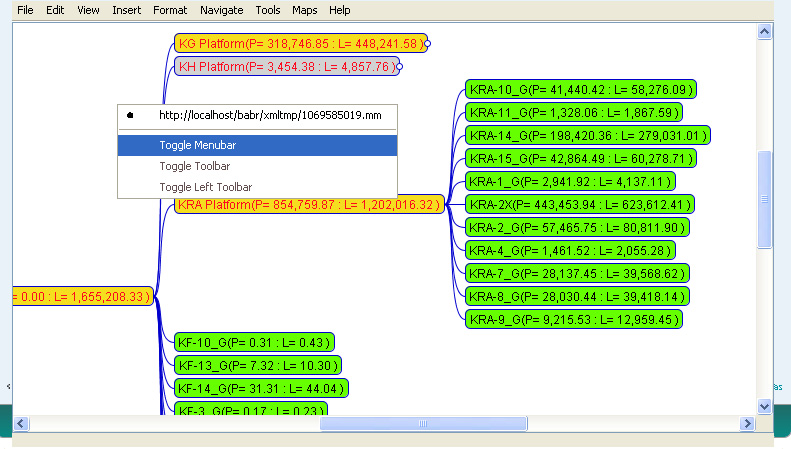 File Edit View Insert Format Navigate Tools Maps Help
KG Platform(P= 318,746.85 : L= 448,241.58 )
KH Platform(P= 3,454.38 : L= 4,857.76 )
KRA-10_G(P= 41,440.42 : L= 58,276.09 )
http://localhost/babr/xmltmp/1069585019.mm
KRA-11_G(P= 1,328.06 : L= 1,867.59 )
KRA-14_G(P= 198,420.36 : L= 279,031.01 )
Toggle Menubar
KRA-15_G(P= 42,864.49 : L= 60,278.71 )
Toggle Toolbar
KRA-1_G(P= 2,941.92 : L= 4,137.11 )
Toggle Left Toolbar
KRA Platform(P= 854,759.87 : L= 1,202,016.32 )
KRA-2X(P= 443,453.94 : L= 623,612.41 )
KRA-2_G(P= 57,465.75 : L= 80,811.90 )
KRA-4_G(P= 1,461.52 : L= 2,055.28 )
KRA-7_G(P= 28,137.45 : L= 39,568.62 )
= 0.00 : L= 1,655,208.33 )
KRA-8_G(P= 28,030.44 : L= 39,418.14 )
KRA-9_G(P= 9,215.53 : L= 12,959.45 )
KF-10_G(P= 0.31 : L= 0.43 )
KF-13_G(P= 7.32 : L= 10.30 )
KF-14_G(P= 31.31 : L= 44.04 )
KF-3_G(P= 0.17 : L= 0.23 )
as